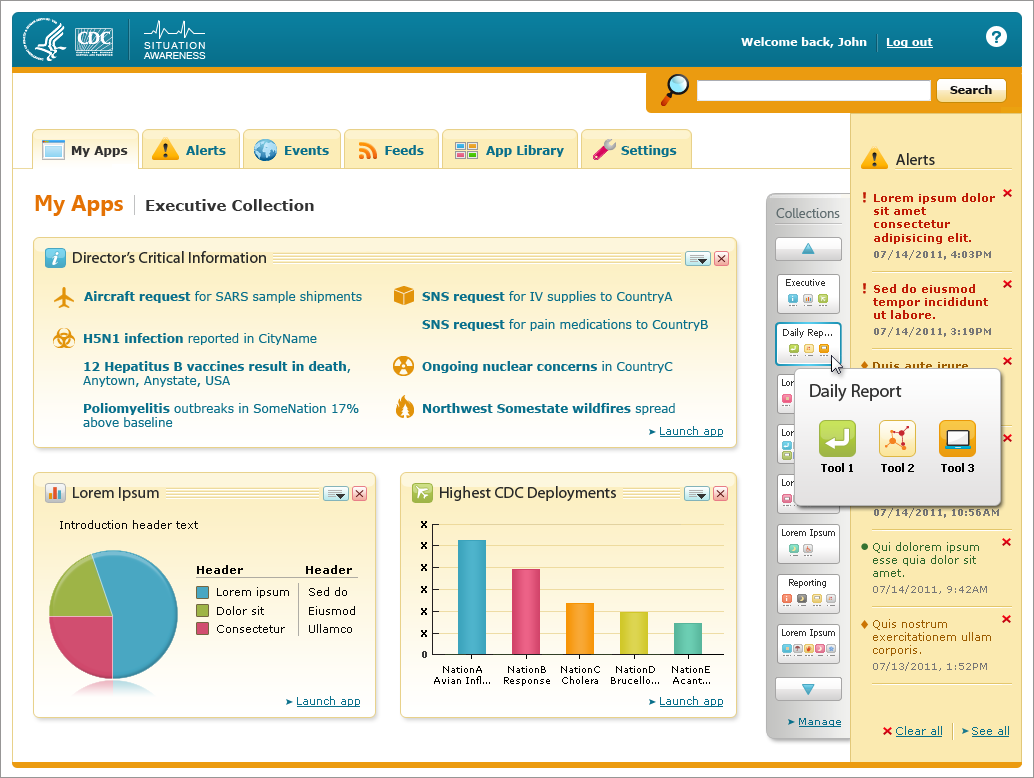 CDC
SITUATION
AWARENESS
Welcome back, John
Log out
?
Search
My Apps
Alerts
Events
Feeds
App Library
Settings
My Apps
Executive Collection
Director's Critical Information
Aircraft request for SARS sample shipments
H5N1 infection reported in CityName
12 Hepatitus B vaccines result in death,
Anytown, Anystate, USA
Poliomyelitis outbreaks in SomeNation 17%
above baseline
SNS request for IV supplies to CountryA
SNS request for pain medications to CountryB
Ongoing nuclear concerns in CountryC
Northwest Somestate wildfires spread
Launch app
Lorem Ipsum
Introduction header text
Header Header
Lorem ipsum Sed do
Dolor sit Eiusmod
Consectetur Ullamco
Launch app
Highest CDC Deployments
x
x
x
x
x
x
0
NationA
Avian Infl...
NationB
Response
NationC
Cholera
NationD
Brucello...
NationE
Acant...
Launch app
Collections
Executive
Daily Rep...
Lor
Lor
Lor
Lorem Ipsum
Reporting
Lorem Ipsum
Manage
Daily Report
Tool 1
Tool 2
Tool 3
Alerts
! Lorem ipsum dolor
sit amet
consectetur
adipisicing elit.
07/14/2011, 4:03PM
! Sed do eiusmod
tempor incididunt
ut labore.
07/14/2011, 3:19PM
Duis aute irure
07/14/2011, 10:56AM
Qui dolorem ipsum
esse quia dolor sit
amet.
07/14/2011, 9:42AM
Quis nostrum
exercitationem ullam
corporis.
07/13/2011, 1:52PM
Clear all
See all